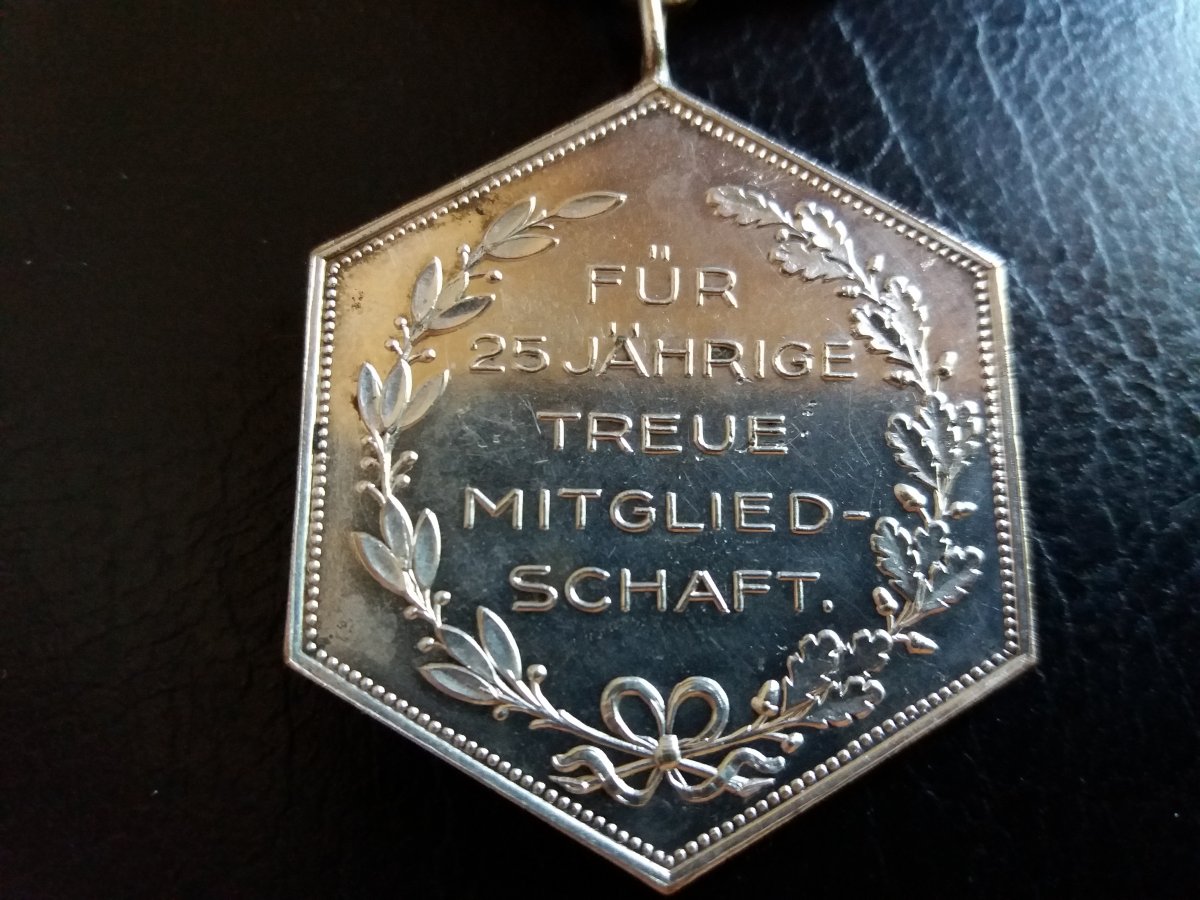 FÜR
25 JÄHRIGE
TREUE
MITGLIED-
SCHAFT.